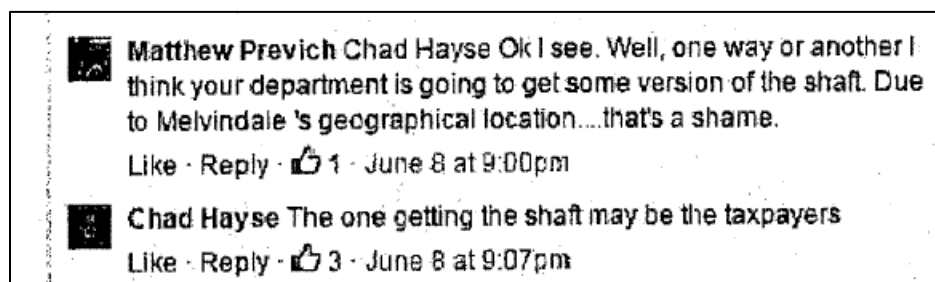 Matthew Previch Chad Hayse Ok I see. Well, one way or another I
think your department is going to get some version of the shaft. Due
to Melvindale 's geographical location....that's a shame.
Like · Reply · 1 · June 8 at 9:00pm
Chad Hayse The one getting the shaft may be the taxpayers
Like · Reply · 3 · June 8 at 9:07pm